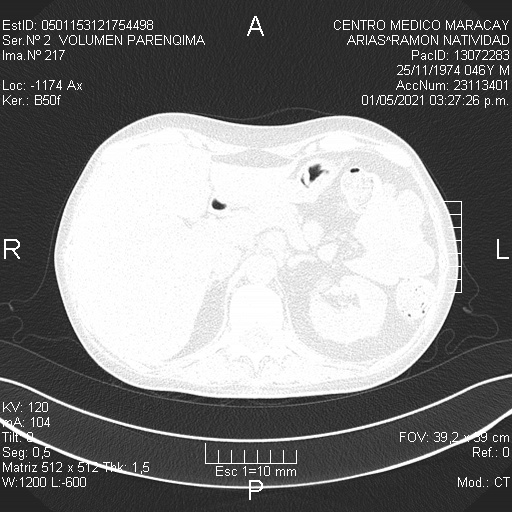 EstID: 0501153121754498
Ser.Nº 2 VOLUMEN PARENQIMA
Ima.Nº 217
Loc: -1174 Ax
Ker.: B50f
A
CENTRO MEDICO MARACAY
ARIAS^RAMON NATIVIDAD
PacID: 13072283
25/11/1974 046Y M
AccNum: 23113401
01/05/2021 03:27:26 p.m.
R
L
KV: 120
mA: 104
Tilt: 0
Seg: 0,5
Matriz 512 x 512 Thk: 1,5
W:1200 L:-600
Esc 1=10 mm
P
FOV: 39,2 x 39 cm
Ref.: 0
Mod.: CT